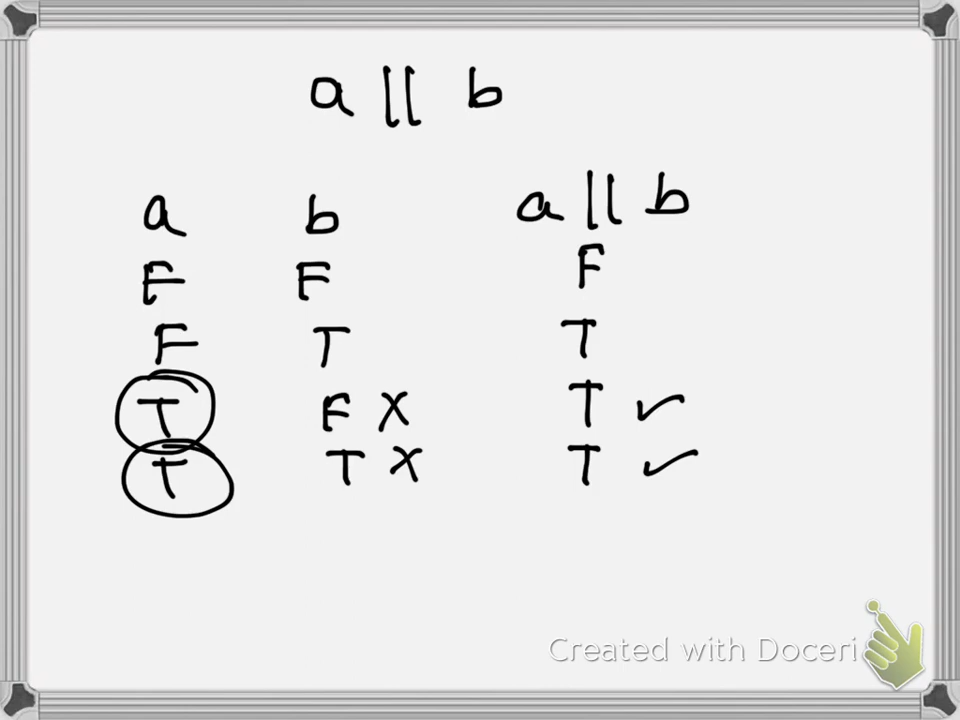 a || b
a b a || b
F F F
F T T
T F X T ✓
T T X T ✓
Created with Doceri